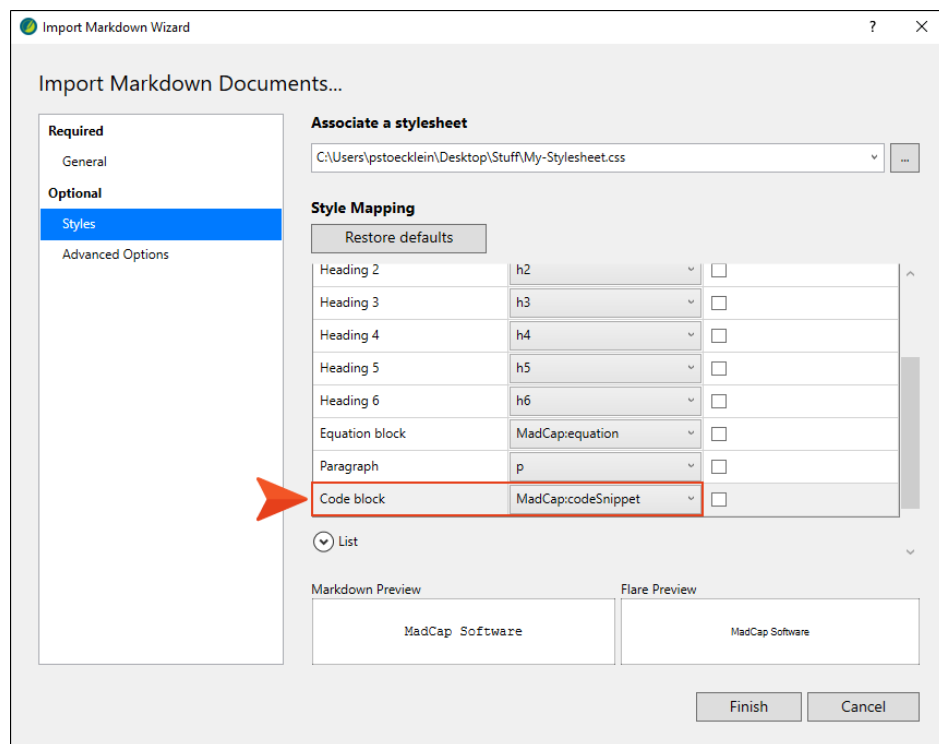 Import Markdown Wizard ?
Import Markdown Documents...
Required
General
Optional
Styles
Advanced Options
Associate a stylesheet
C:\Users\pstoecklein\Desktop\Stuff\My-Stylesheet.css ...
Style Mapping
Restore defaults
Heading 2 h2
Heading 3 h3
Heading 4 h4
Heading 5 h5
Heading 6 h6
Equation block MadCap:equation
Paragraph p
Code block MadCap:codeSnippet
List
Markdown Preview Flare Preview
MadCap Software MadCap Software
Finish Cancel